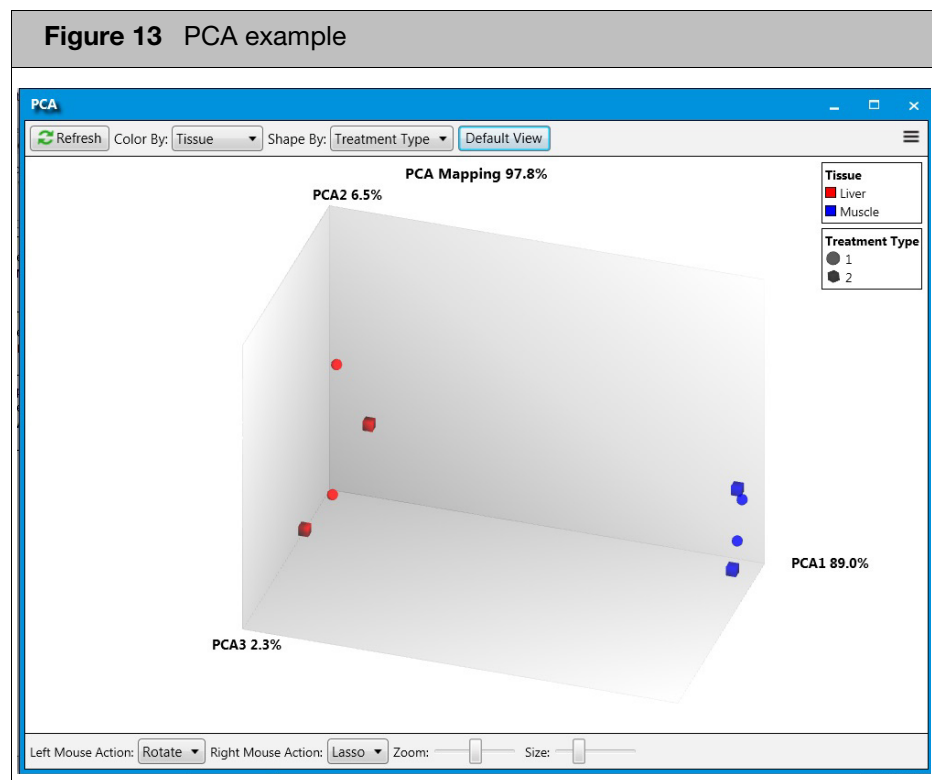 Figure 13 PCA example
PCA
Refresh Color By: Tissue Shape By: Treatment Type Default View
PCA Mapping 97.8%
PCA2 6.5%
Tissue
Liver
Muscle
Treatment Type
1
2
PCA1 89.0%
PCA3 2.3%
Left Mouse Action: Rotate Right Mouse Action: Lasso Zoom: Size: